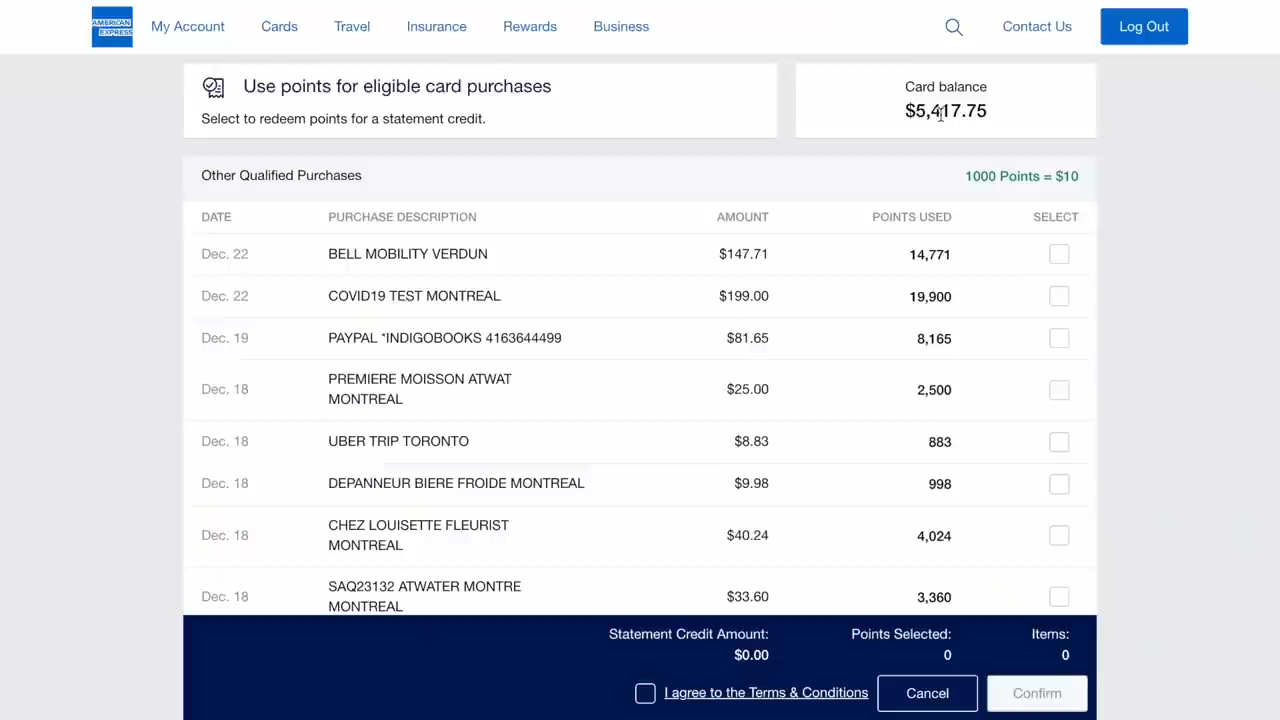 AMERICAN
EXPRESS
My Account Cards Travel Insurance Rewards Business Contact Us Log Out
Use points for eligible card purchases
Select to redeem points for a statement credit.
Card balance
$5,417.75
Other Qualified Purchases 1000 Points = $10
DATE PURCHASE DESCRIPTION AMOUNT POINTS USED SELECT
Dec. 22 BELL MOBILITY VERDUN $147.71 14,771
Dec. 22 COVID19 TEST MONTREAL $199.00 19,900
Dec. 19 PAYPAL *INDIGOBOOKS 4163644499 $81.65 8,165
Dec. 18 PREMIERE MOISSON ATWAT
MONTREAL $25.00 2,500
Dec. 18 UBER TRIP TORONTO $8.83 883
Dec. 18 DEPANNEUR BIERE FROIDE MONTREAL $9.98 998
Dec. 18 CHEZ LOUISETTE FLEURIST
MONTREAL $40.24 4,024
Dec. 18 SAQ23132 ATWATER MONTRE
MONTREAL $33.60 3,360
Statement Credit Amount: Points Selected: Items:
$0.00 0 0
I agree to the Terms & Conditions Cancel Confirm